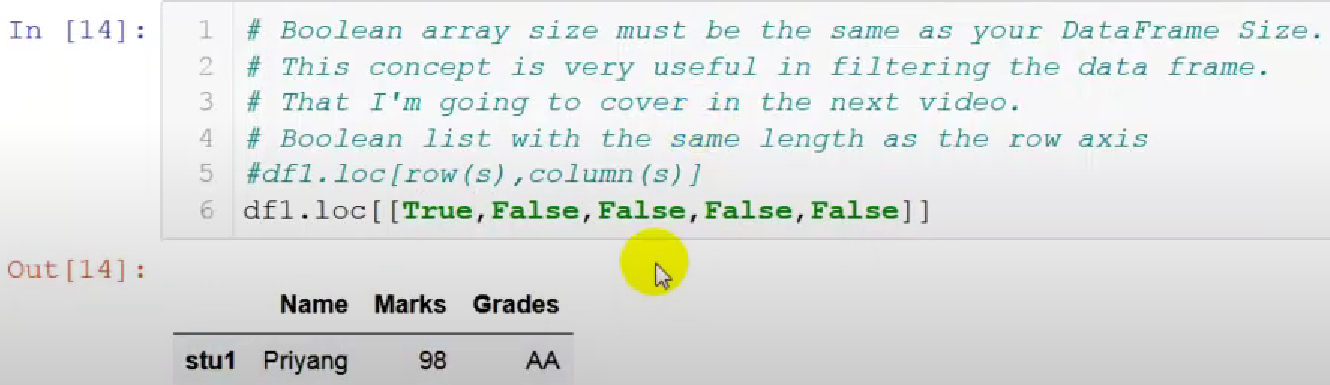 In [14]:
1 # Boolean array size must be the same as your DataFrame Size.
2 # This concept is very useful in filtering the data frame.
3 # That I'm going to cover in the next video.
4 # Boolean list with the same length as the row axis
5 #df1.loc[row(s),column(s)]
6 df1.loc[[True,False,False,False,False]]
Out[14]:
Name Marks Grades
stu1 Priyang 98 AA